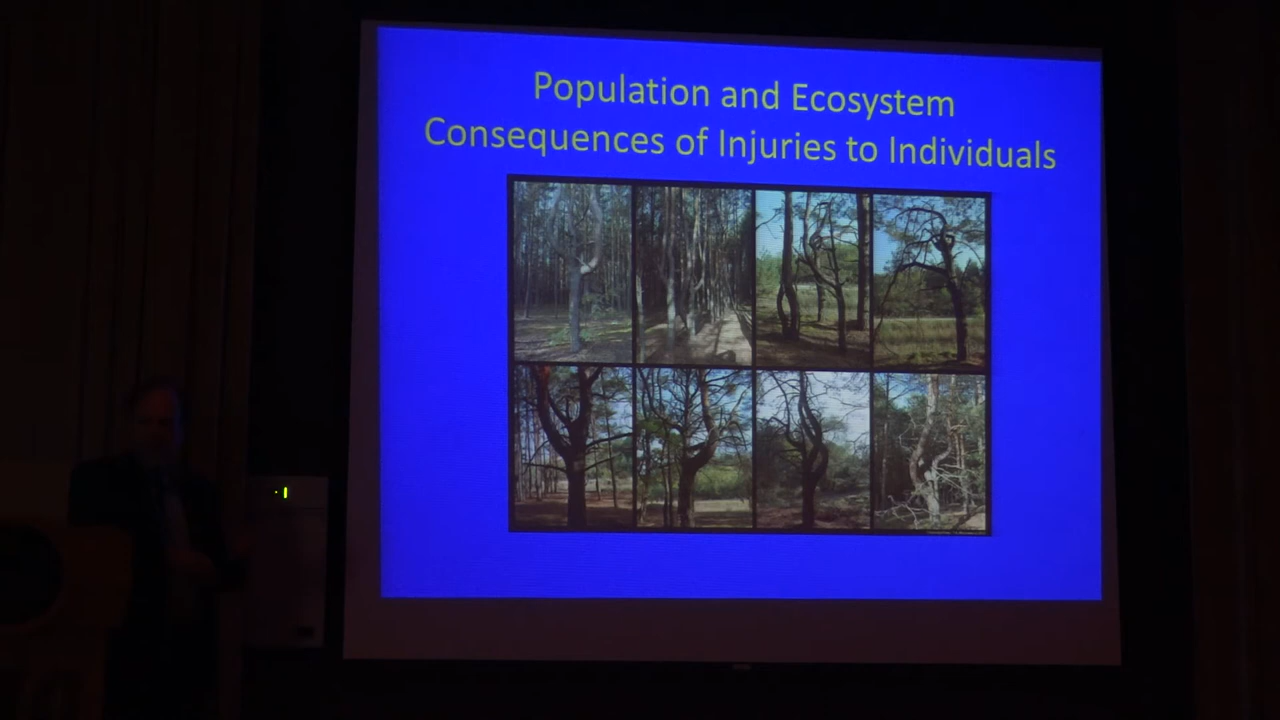 Population and Ecosystem
Consequences of Injuries to Individuals